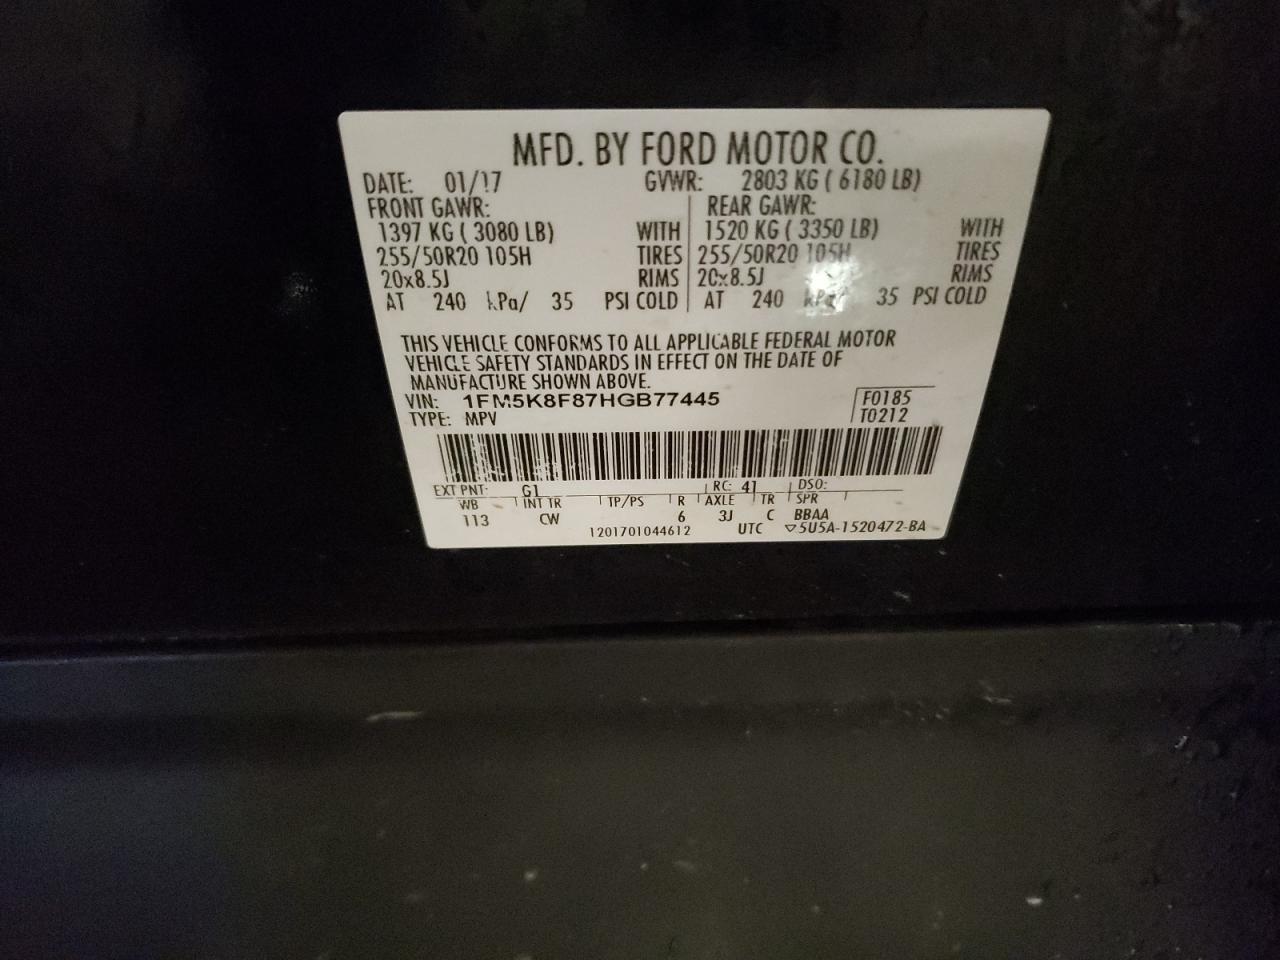 MFD. BY FORD MOTOR CO.
DATE: 01/17 GVWR: 2803 KG ( 6180 LB)
FRONT GAWR: REAR GAWR:
1397 KG ( 3080 LB) WITH 1520 KG ( 3350 LB) WITH
255/50R20 105H TIRES 255/50R20 105H TIRES
20x8.5J RIMS 20x8.5J RIMS
AT 240 kPa/ 35 PSI COLD AT 240 kPa/ 35 PSI COLD
THIS VEHICLE CONFORMS TO ALL APPLICABLE FEDERAL MOTOR
VEHICLE SAFETY STANDARDS IN EFFECT ON THE DATE OF
MANUFACTURE SHOWN ABOVE.
VIN: 1FM5K8F87HGB77445 F0185
TYPE: MPV T0212
EXT PNT: G1 RC: 41 DSO:
WB INT TR TP/PS R AXLE TR SPR
113 CW 6 3J C BBAA
1201701044612 UTC ▽5U5A-1520472-BA